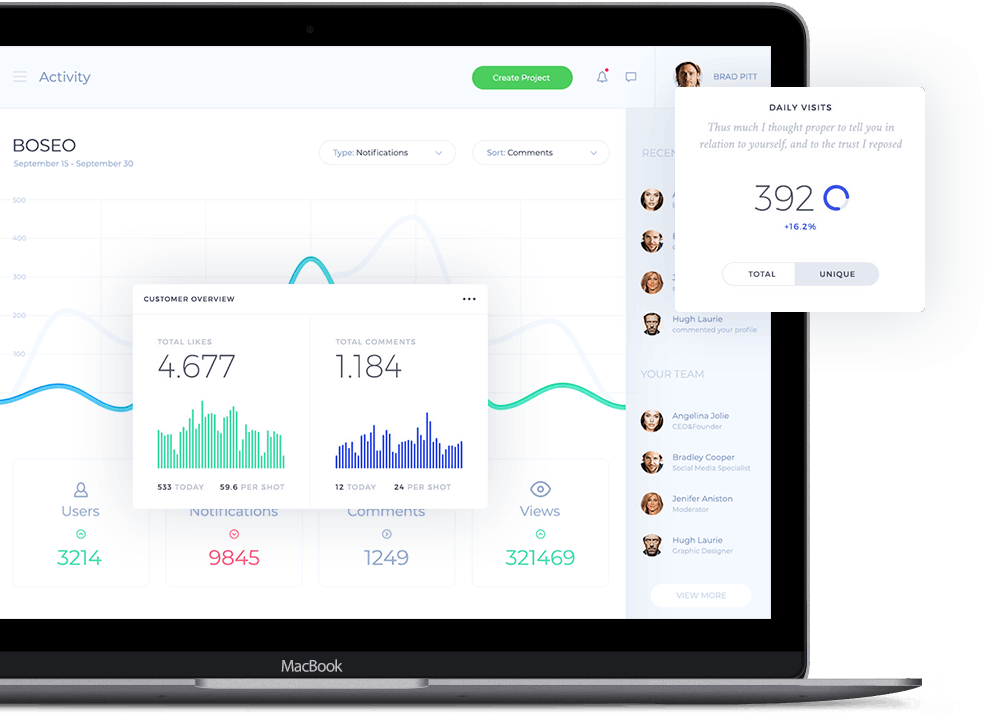 Activity
Create Project
BRAD PITT
BOSEO
September 15 - September 30
Type: Notifications
Sort: Comments
500
400
300
200
100
CUSTOMER OVERVIEW
TOTAL LIKES
4.677
533 TODAY 59.6 PER SHOT
TOTAL COMMENTS
1.184
12 TODAY 24 PER SHOT
Users
3214
Notifications
9845
Comments
1249
Views
321469
DAILY VISITS
Thus much I thought proper to tell you in
relation to yourself, and to the trust I reposed
392
+16.2%
TOTAL
UNIQUE
Hugh Laurie
commented your profile
YOUR TEAM
Angelina Jolie
CEO&Founder
Bradley Cooper
Social Media Specialist
Jenifer Aniston
Moderator
Hugh Laurie
Graphic Designer
VIEW MORE
MacBook